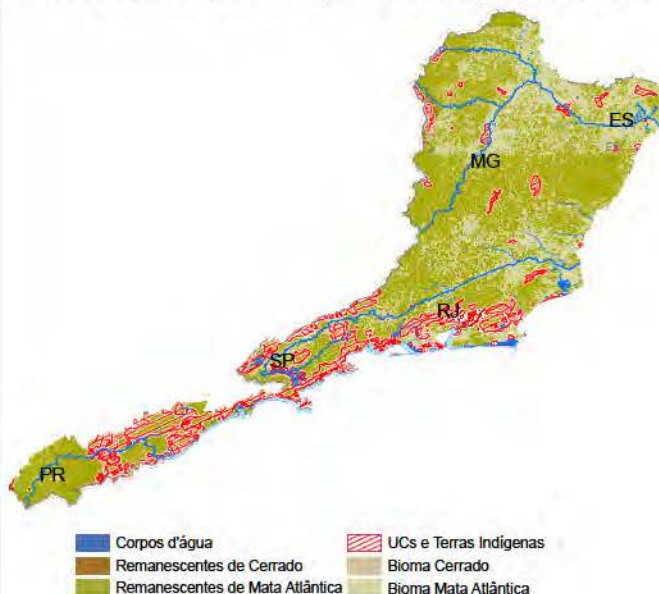 ES
MG
RJ
SP
PR
Corpos d'água
UCs e Terras Indígenas
Remanescentes de Cerrado
Bioma Cerrado
Remanescentes de Mata Atlântica
Bioma Mata Atlântica